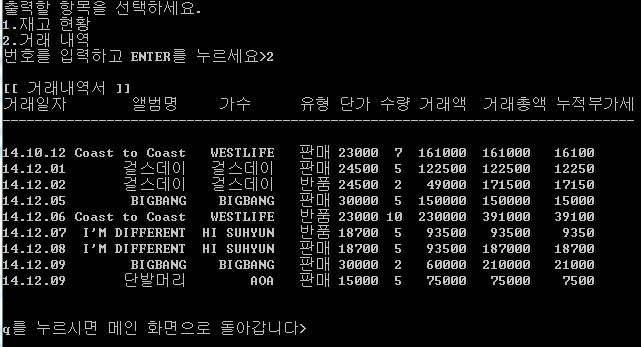 출력할 항목을 선택하세요.
1.재고 현황
2.거래 내역
번호를 입력하고 ENTER를 누르세요>2
[[ 거래내역서 ]]
거래일자 앨범명 가수 유형 단가 수량 거래액 거래총액 누적부가세
14.10.12 Coast to Coast WESTLIFE 판매 23000 7 161000 161000 16100
14.12.01 걸스데이 걸스데이 판매 24500 5 122500 122500 12250
14.12.02 걸스데이 걸스데이 반품 24500 2 49000 171500 17150
14.12.05 BIGBANG BIGBANG 판매 30000 5 150000 150000 15000
14.12.06 Coast to Coast WESTLIFE 반품 23000 10 230000 391000 39100
14.12.07 I'M DIFFERENT HI SUHYUN 반품 18700 5 93500 93500 9350
14.12.08 I'M DIFFERENT HI SUHYUN 판매 18700 5 93500 187000 18700
14.12.09 BIGBANG BIGBANG 판매 30000 2 60000 210000 21000
14.12.09 단발머리 AOA 판매 15000 5 75000 75000 7500
q를 누르시면 메인 화면으로 돌아갑니다>